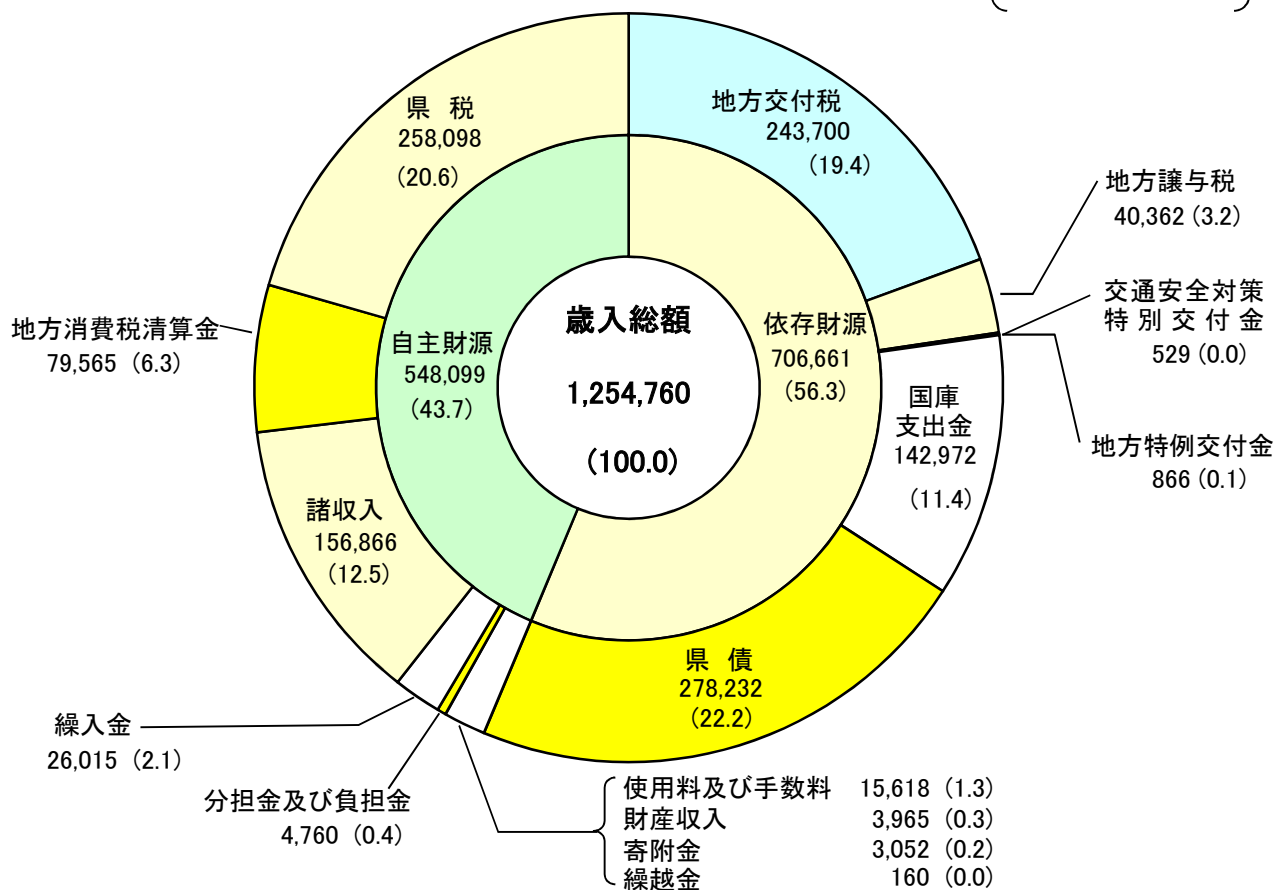 県 税
258,098
(20.6)
地方交付税
243,700
(19.4)
地方譲与税
40,362 (3.2)
交通安全対策
特別交付金
529 (0.0)
地方特例交付金
866 (0.1)
国庫
支出金
142,972
(11.4)
依存財源
706,661
(56.3)
歳入総額
1,254,760
(100.0)
自主財源
548,099
(43.7)
地方消費税清算金
79,565 (6.3)
諸収入
156,866
(12.5)
県 債
278,232
(22.2)
繰入金
26,015 (2.1)
分担金及び負担金
4,760 (0.4)
使用料及び手数料 15,618 (1.3)
財産収入 3,965 (0.3)
寄附金 3,052 (0.2)
繰越金 160 (0.0)